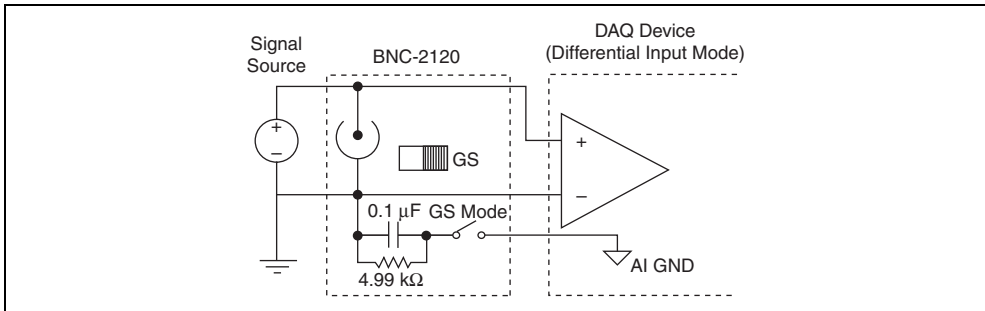 Signal
Source
BNC-2120
DAQ Device
(Differential Input Mode)
+
–
GS
+
–
0.1 μF
GS Mode
4.99 kΩ
AI GND